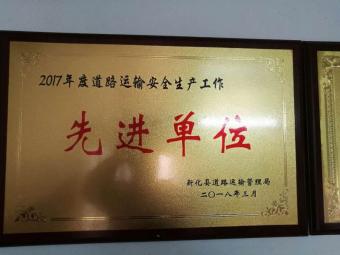 2017年度道路运输安全生产工作
先进单位
新化县道路运输管理局
二〇一八年三月